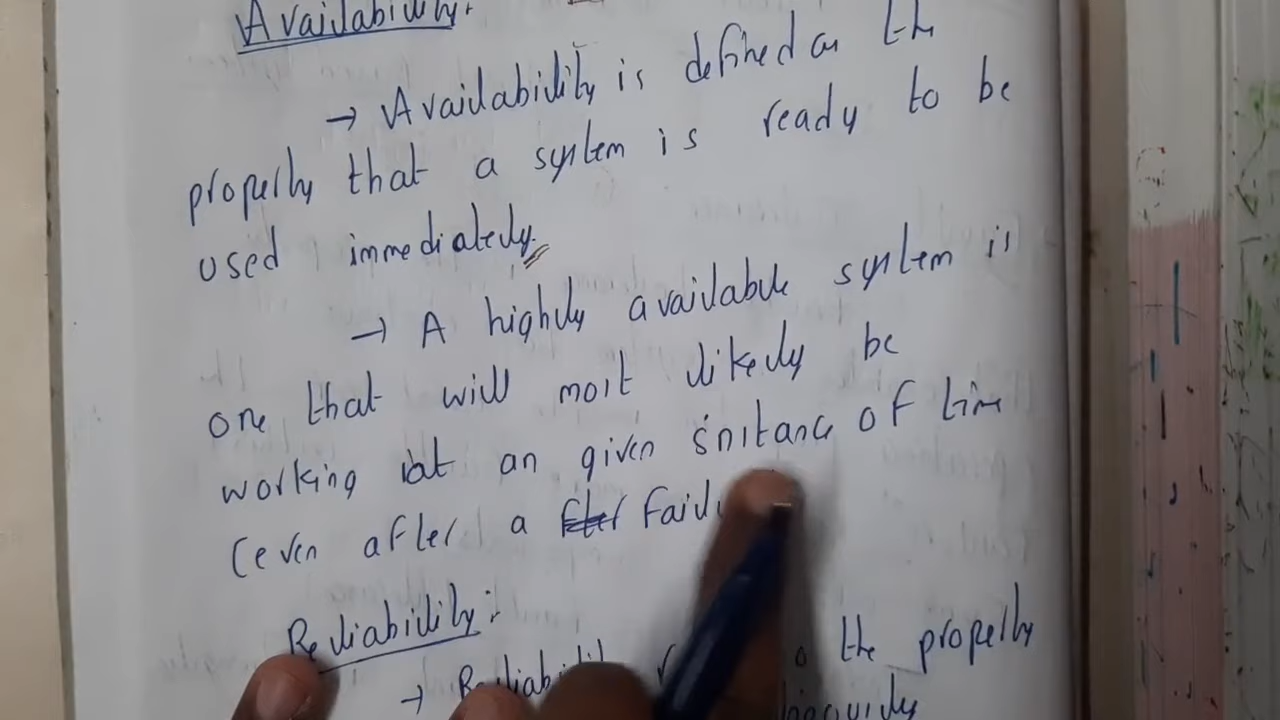 Availability:
→ Availability is defined as the
property that a system is ready to be
used immediately.
→ A highly available system is
one that will most likely be
working at an given instance of time
(even after a
Reliability:
→ Reliability the property